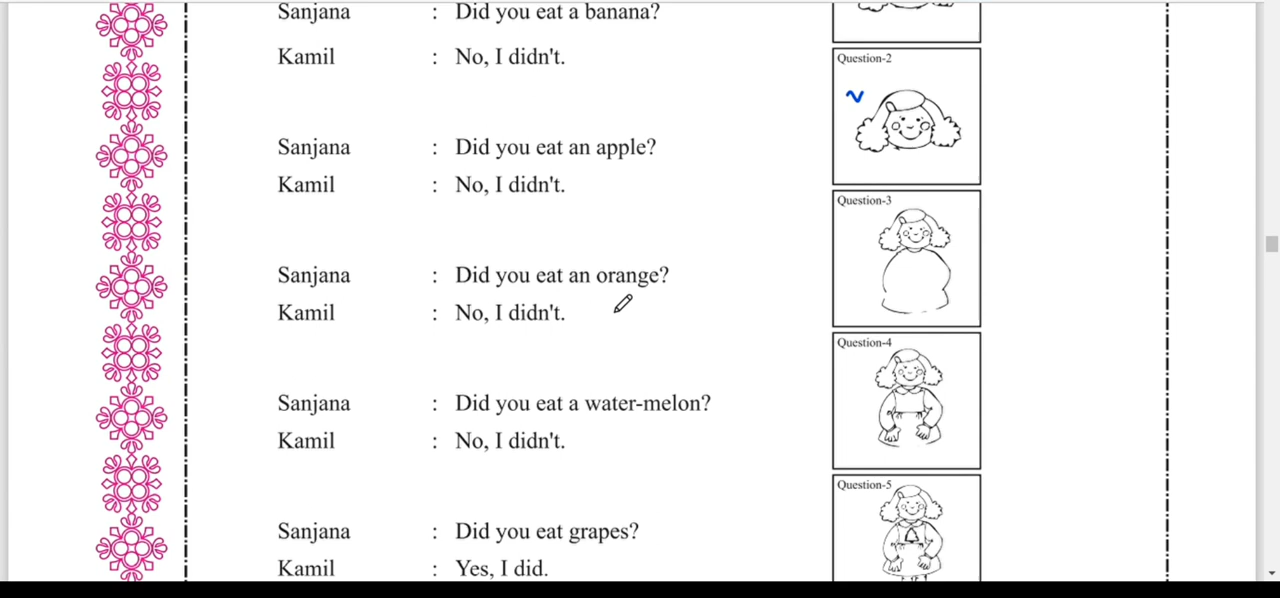 Sanjana : Did you eat a banana?
Kamil : No, I didn't.
Question-2
Sanjana : Did you eat an apple?
Kamil : No, I didn't.
Question-3
Sanjana : Did you eat an orange?
Kamil : No, I didn't.
Question-4
Sanjana : Did you eat a water-melon?
Kamil : No, I didn't.
Question-5
Sanjana : Did you eat grapes?
Kamil : Yes, I did.